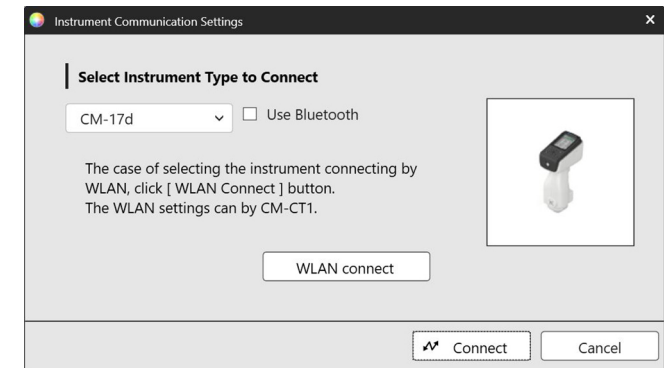 Instrument Communication Settings
Select Instrument Type to Connect
CM-17d
Use Bluetooth
The case of selecting the instrument connecting by
WLAN, click [ WLAN Connect ] button.
The WLAN settings can by CM-CT1.
WLAN connect
Connect
Cancel